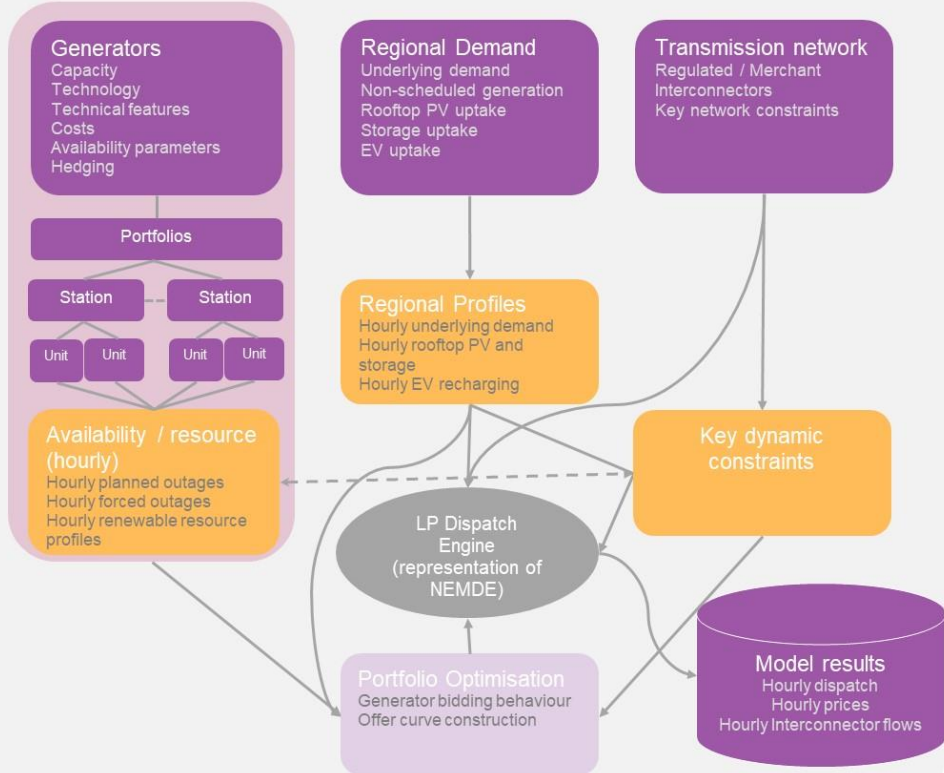 Generators
Capacity
Technology
Technical features
Costs
Availability parameters
Hedging
Regional Demand
Underlying demand
Non-scheduled generation
Rooftop PV uptake
Storage uptake
EV uptake
Transmission network
Regulated / Merchant
Interconnectors
Key network constraints
Portfolios
Station
Station
Unit
Unit
Unit
Unit
Regional Profiles
Hourly underlying demand
Hourly rooftop PV and
storage
Hourly EV recharging
Availability / resource
(hourly)
Hourly planned outages
Hourly forced outages
Hourly renewable resource
profiles
Key dynamic
constraints
LP Dispatch
Engine
(representation of
NEMDE)
Portfolio Optimisation
Generator bidding behaviour
Offer curve construction
Model results
Hourly dispatch
Hourly prices
Hourly Interconnector flows